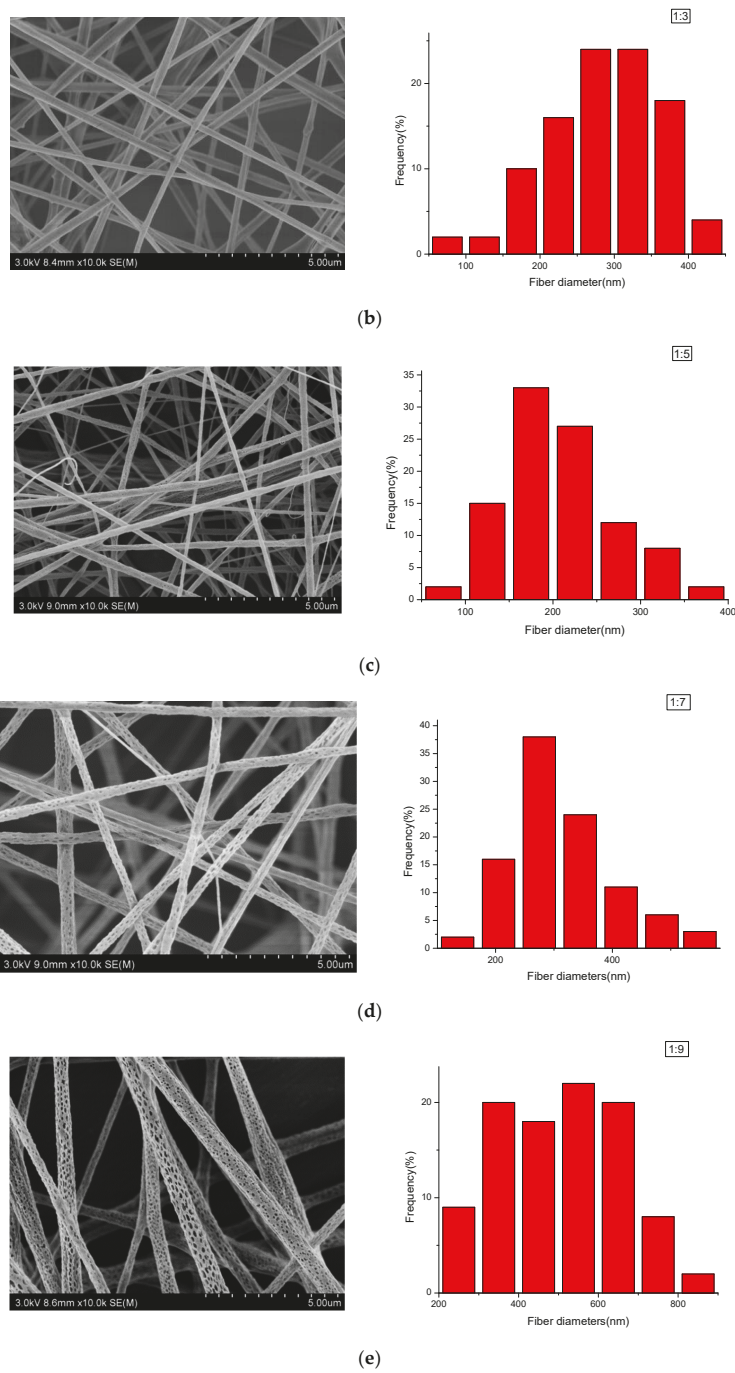 1:3
20
10
0
Frequency(%)
100 200 300 400
Fiber diameter(nm)
3.0kV 8.4mm x10.0k SE(M) 5.00um
(b)
1:5
35
30
25
20
15
10
5
0
Frequency(%)
100 200 300 400
Fiber diameter(nm)
3.0kV 9.0mm x10.0k SE(M) 5.00um
(c)
1:7
40
35
30
25
20
15
10
5
0
Frequency(%)
200 400
Fiber diameters(nm)
3.0kV 9.0mm x10.0k SE(M) 5.00um
(d)
1:9
20
10
0
Frequency(%)
200 400 600 800
Fiber diameters(nm)
3.0kV 8.6mm x10.0k SE(M) 5.00um
(e)